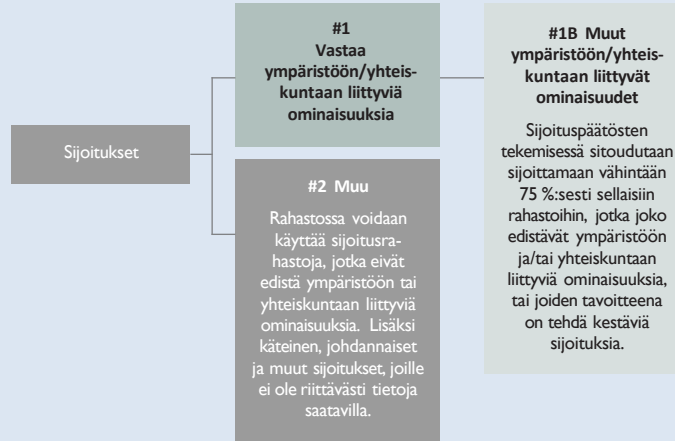 Sijoitukset
#1
Vastaa
ympäristöön/yhteis-
kuntaan liittyviä
ominaisuuksia
#2 Muu
Rahastossa voidaan
käyttää sijoitusra-
hastoja, jotka eivät
edistä ympäristöön tai
yhteiskuntaan liittyviä
ominaisuuksia. Lisäksi
käteinen, johdannaiset
ja muut sijoitukset, joille
ei ole riittävästi tietoja
saatavilla.
#1B Muut
ympäristöön/yhteis-
kuntaan liittyvät
ominaisuudet
Sijoituspäätösten
tekemisessä sitoudutaan
sijoittamaan vähintään
75 %:sesti sellaisiin
rahastoihin, jotka joko
edistävät ympäristöön
ja/tai yhteiskuntaan
liittyviä ominaisuuksia,
tai joiden tavoitteena
on tehdä kestäviä
sijoituksia.